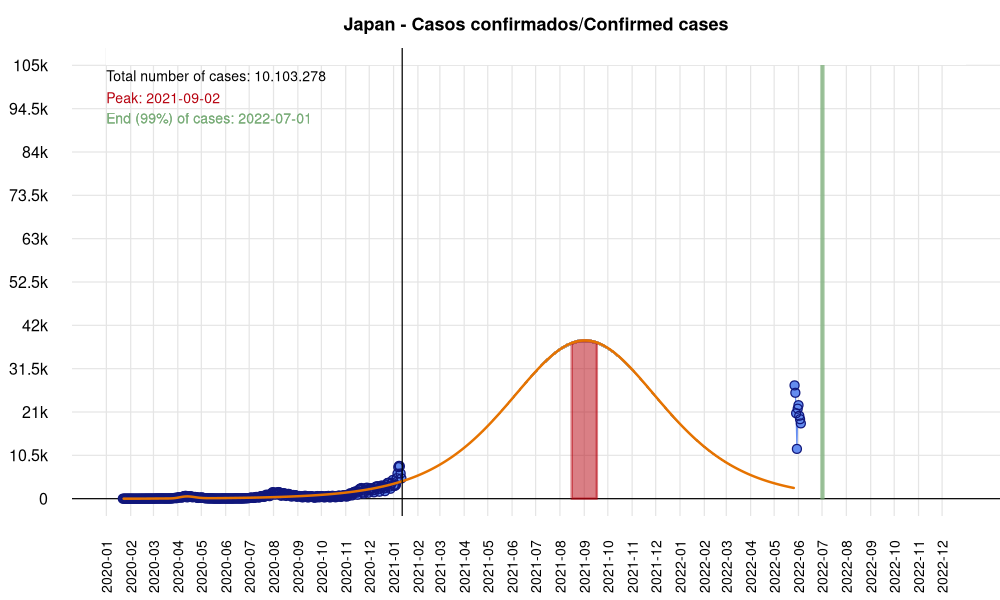 Japan - Casos confirmados/Confirmed cases
Total number of cases: 10.103.278
Peak: 2021-09-02
End (99%) of cases: 2022-07-01
105k
94.5k
84k
73.5k
63k
52.5k
42k
31.5k
21k
10.5k
0
2020-01
2020-02
2020-03
2020-04
2020-05
2020-06
2020-07
2020-08
2020-09
2020-10
2020-11
2020-12
2021-01
2021-03
2021-03
2021-04
2021-05
2021-06
2021-07
2021-08
2021-09
2021-10
2021-11
2021-12
2022-01
2022-02
2022-03
2022-04
2022-05
2022-06
2022-07
2022-08
2022-09
2022-10
2022-11
2022-12